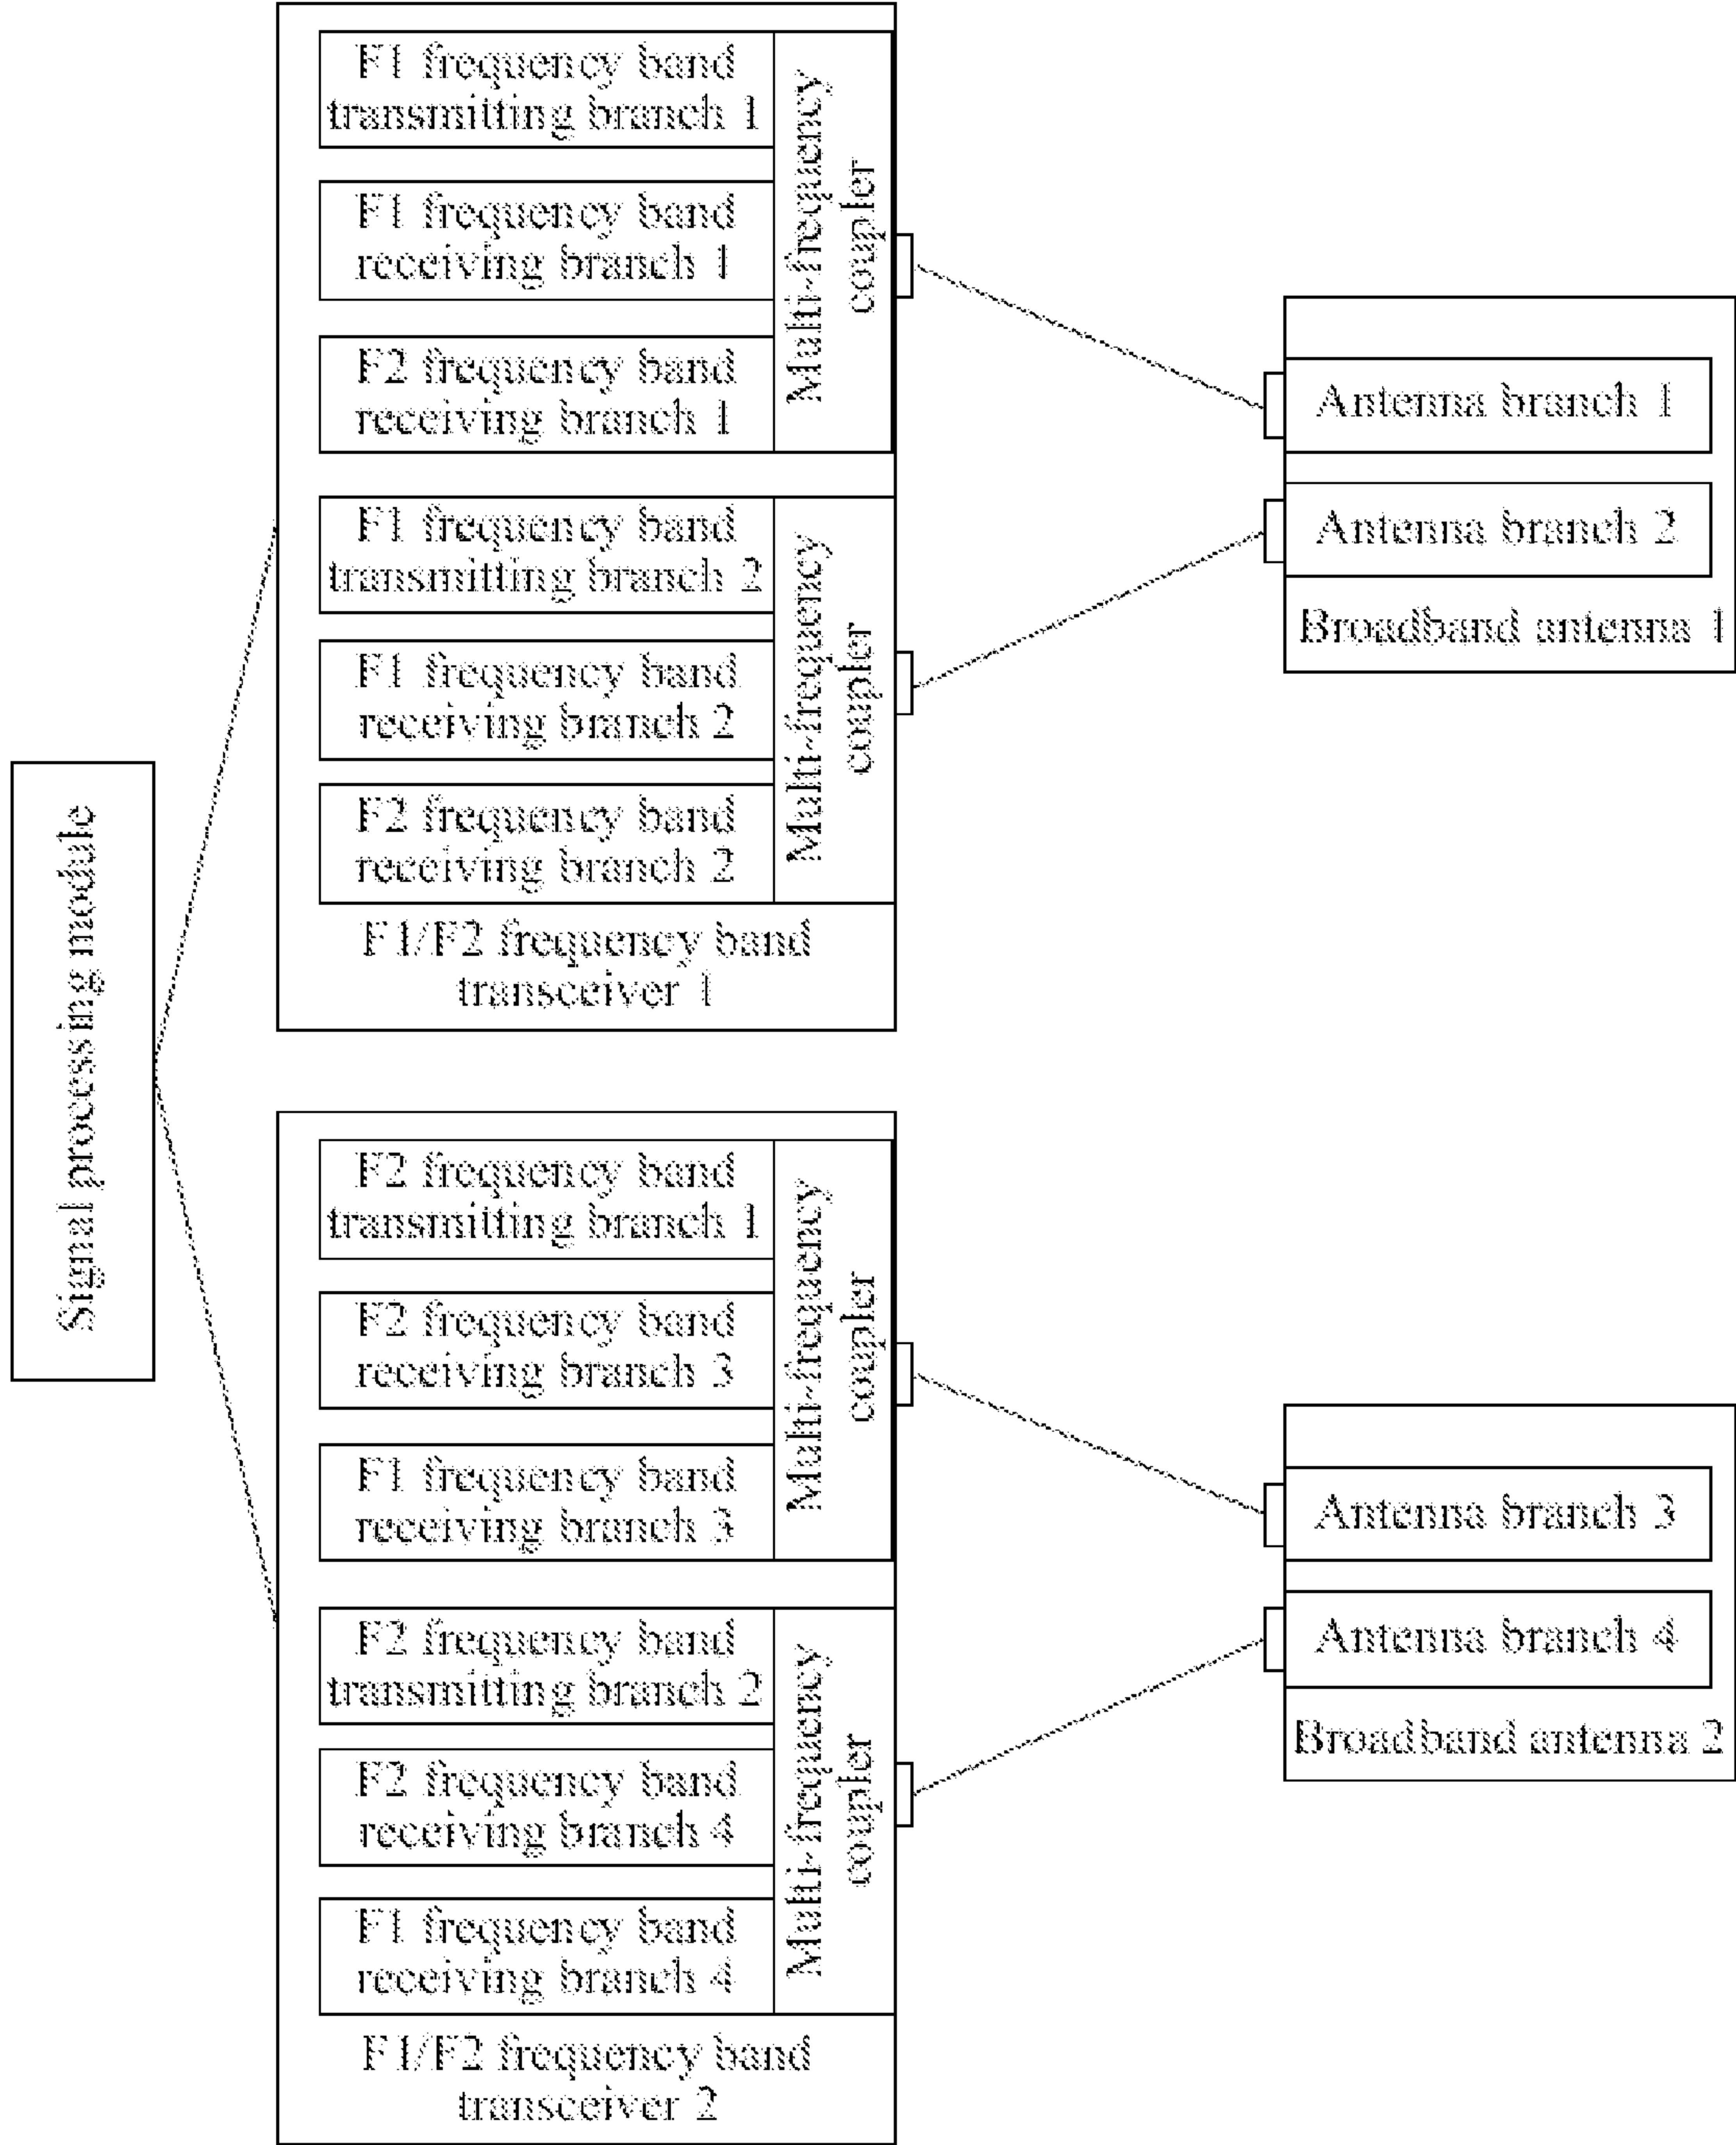 Signal processing module
F1 frequency band
transmitting branch 1
F1 frequency band
receiving branch 1
F2 frequency band
receiving branch 1
Multi-frequency
coupler
F1 frequency band
transmitting branch 2
F1 frequency band
receiving branch 2
F2 frequency band
receiving branch 2
Multi-frequency
coupler
F1/F2 frequency band
transceiver 1
Antenna branch 1
Antenna branch 2
Broadband antenna 1
F2 frequency band
transmitting branch 1
F2 frequency band
receiving branch 3
F1 frequency band
receiving branch 3
Multi-frequency
coupler
F2 frequency band
transmitting branch 2
F2 frequency band
receiving branch 4
F1 frequency band
receiving branch 4
Multi-frequency
coupler
F1/F2 frequency band
transceiver 2
Antenna branch 3
Antenna branch 4
Broadband antenna 2